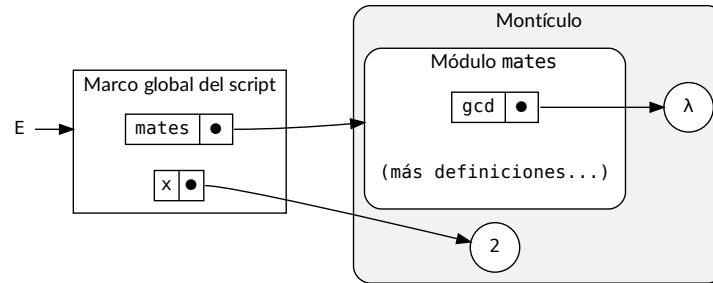 Montículo
Módulo mates
Marco global del script
gcd
λ
E
mates
x
(más definiciones...)
2